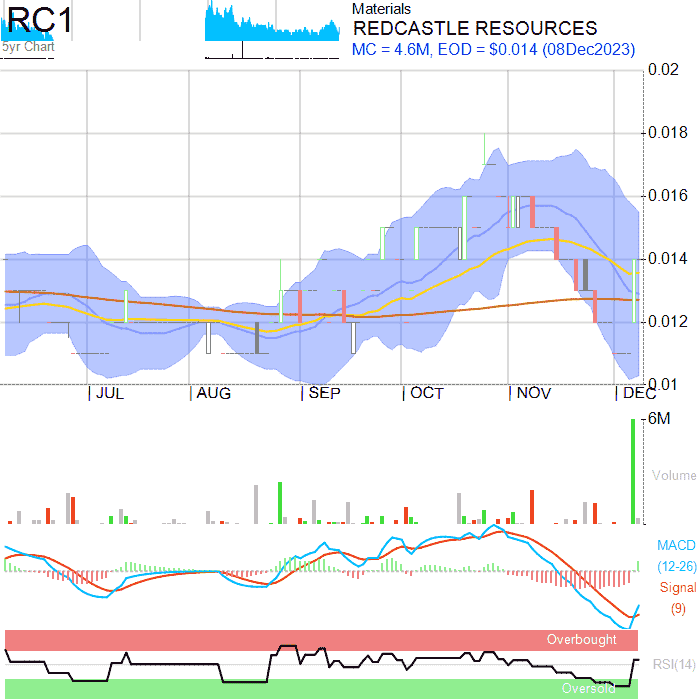 RC1
5yr Chart
Materials
REDCASTLE RESOURCES
MC = 4.6M, EOD = $0.014 (08Dec2023)
0.02
0.018
0.016
0.014
0.012
0.01
JUL AUG SEP OCT NOV DEC
6M
Volume
MACD
(12-26)
Signal
(9)
Overbought
RSI(14)
Oversold